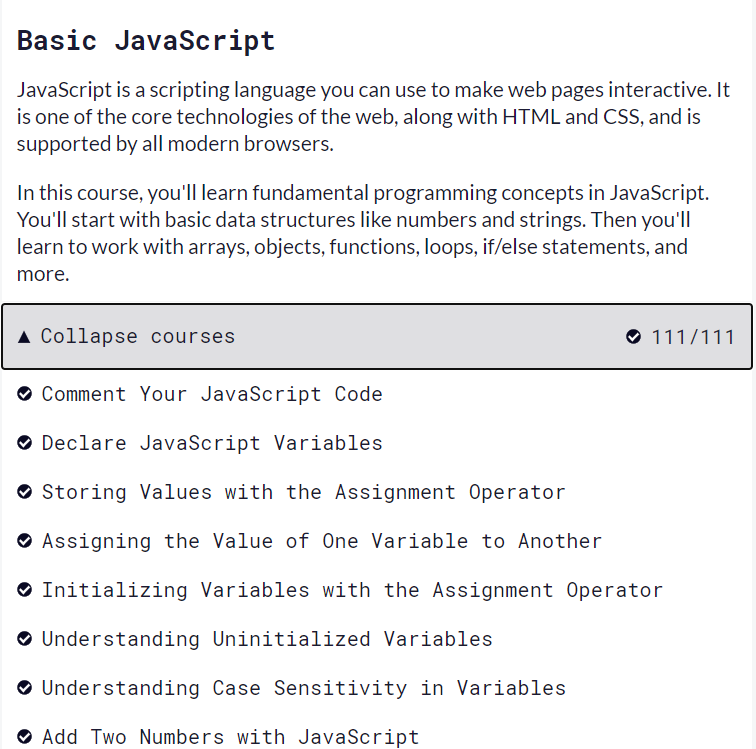 Basic JavaScript
JavaScript is a scripting language you can use to make web pages interactive. It
is one of the core technologies of the web, along with HTML and CSS, and is
supported by all modern browsers.
In this course, you'll learn fundamental programming concepts in JavaScript.
You'll start with basic data structures like numbers and strings. Then you'll
learn to work with arrays, objects, functions, loops, if/else statements, and
more.
Collapse courses 111/111
Comment Your JavaScript Code
Declare JavaScript Variables
Storing Values with the Assignment Operator
Assigning the Value of One Variable to Another
Initializing Variables with the Assignment Operator
Understanding Uninitialized Variables
Understanding Case Sensitivity in Variables
Add Two Numbers with JavaScript